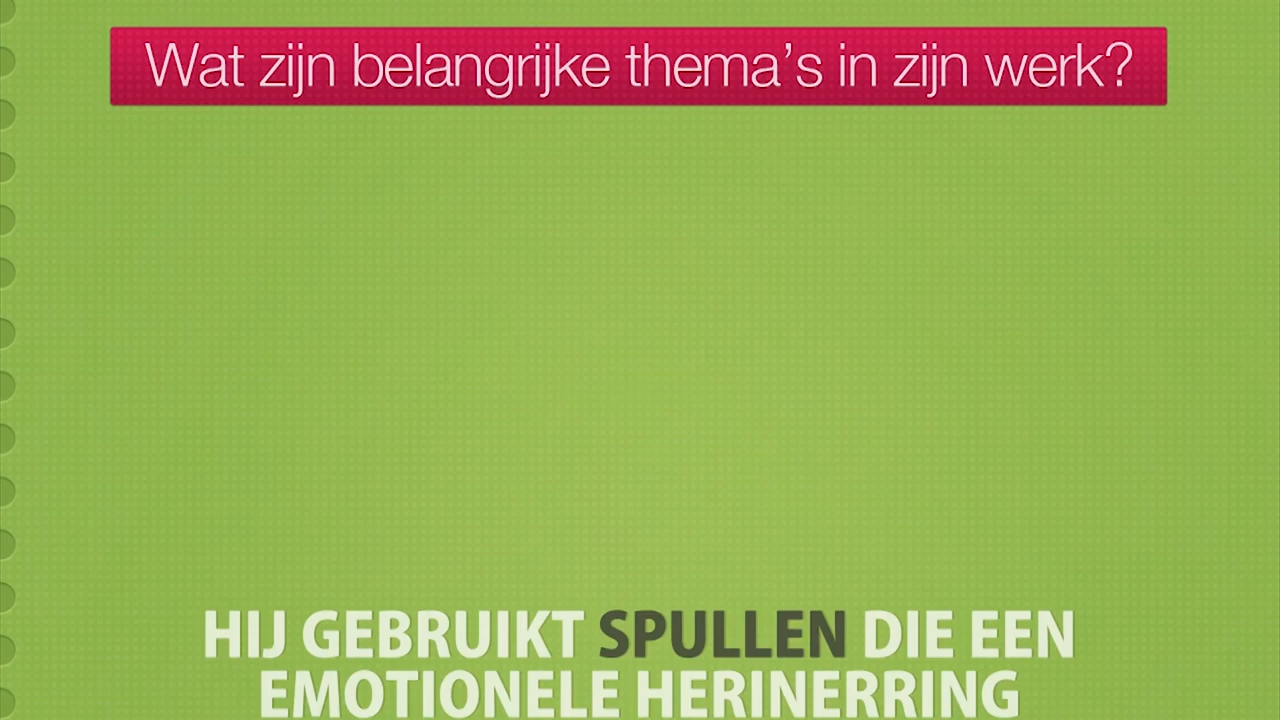 Wat zijn belangrijke thema's in zijn werk?
HIJ GEBRUIKT SPULLEN DIE EEN
EMOTIONELE HERINERRING